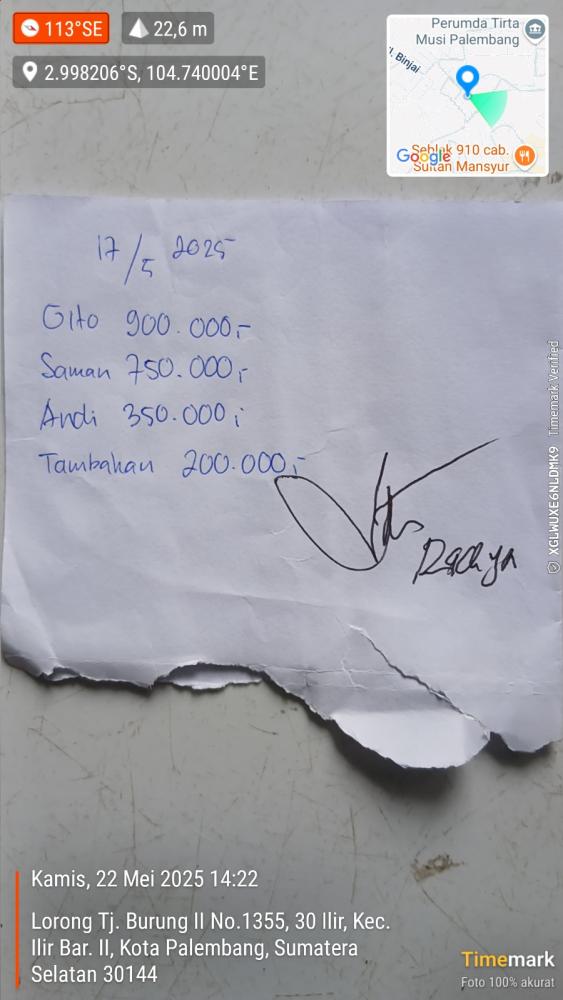 113°SE
22,6 m
2.998206°S, 104.740004°E
Perumda Tirta
Musi Palembang
l. Binjai
Google
Seblak 910 cab.
Sultan Mansyur
17/5 2025
Gito 900.000,-
Saman 750.000,-
Andi 350.000,-
Tambahan 200.000,-
XGLWUXE6NLDMK9 Timemark Verified
Kamis, 22 Mei 2025 14:22
Lorong Tj. Burung II No.1355, 30 Ilir, Kec.
Ilir Bar. II, Kota Palembang, Sumatera
Selatan 30144
Timemark
Foto 100% akurat